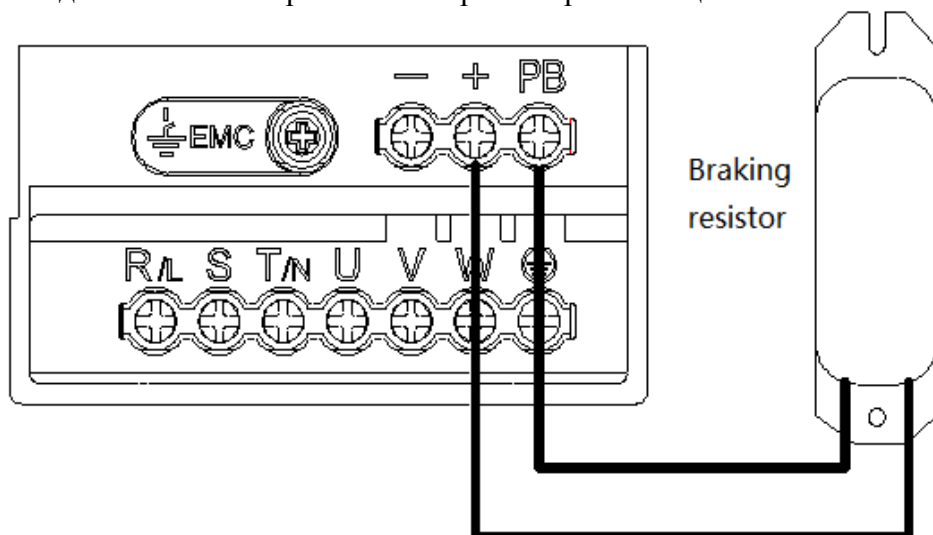 − + PB
EMC
Braking
resistor
R/L S T/N U V W